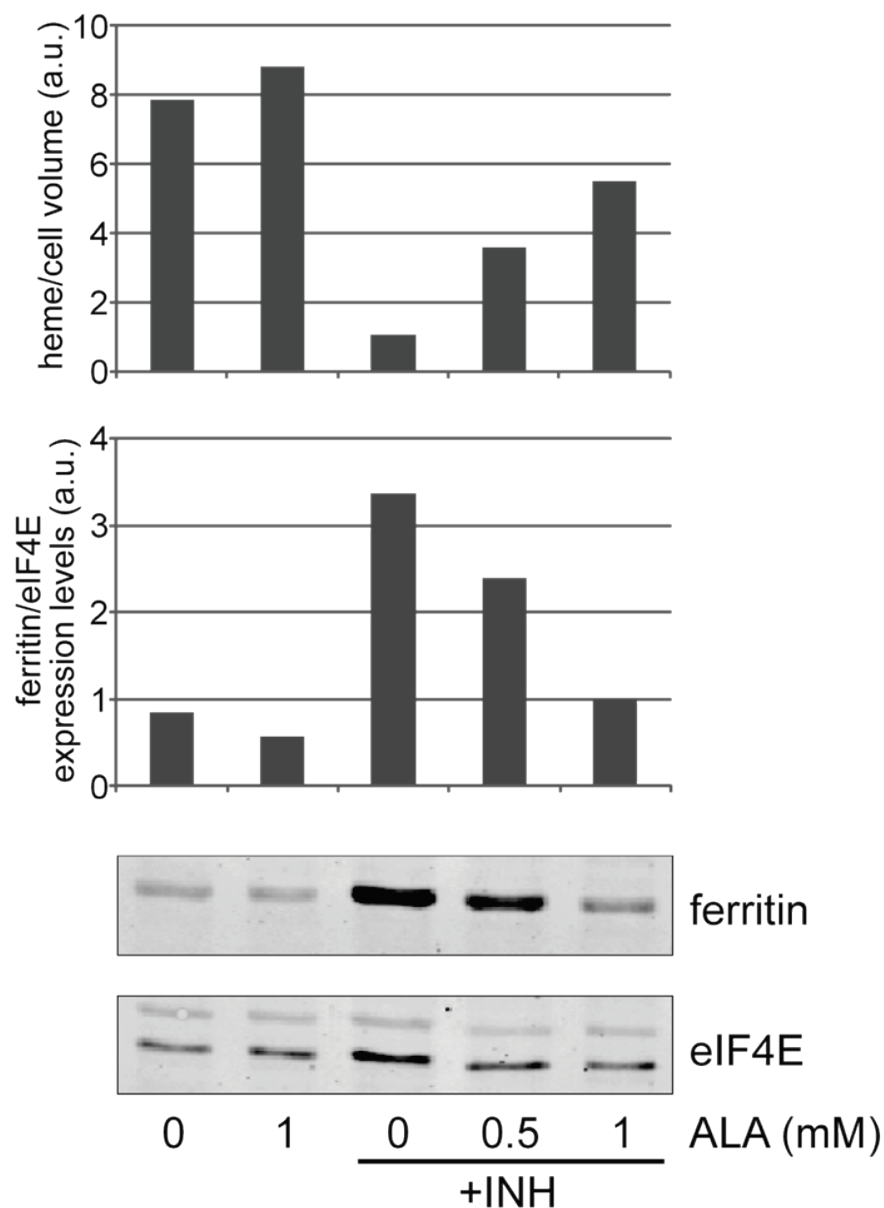 heme/cell volume (a.u.)
10
8
6
4
2
0
ferritin/eIF4E
expression levels (a.u.)
4
3
2
1
0
ferritin
eIF4E
0 1 0 0.5 1 ALA (mM)
+INH